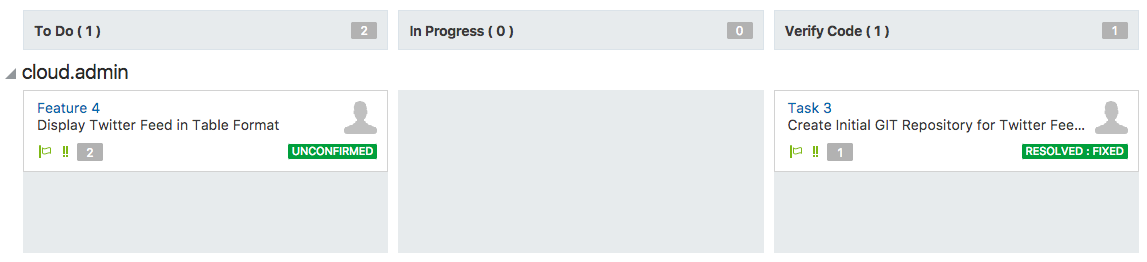 To Do ( 1 ) 2
In Progress ( 0 ) 0
Verify Code ( 1 ) 1
cloud.admin
Feature 4
Display Twitter Feed in Table Format
!! 2 UNCONFIRMED
Task 3
Create Initial GIT Repository for Twitter Fee...
!! 1 RESOLVED : FIXED